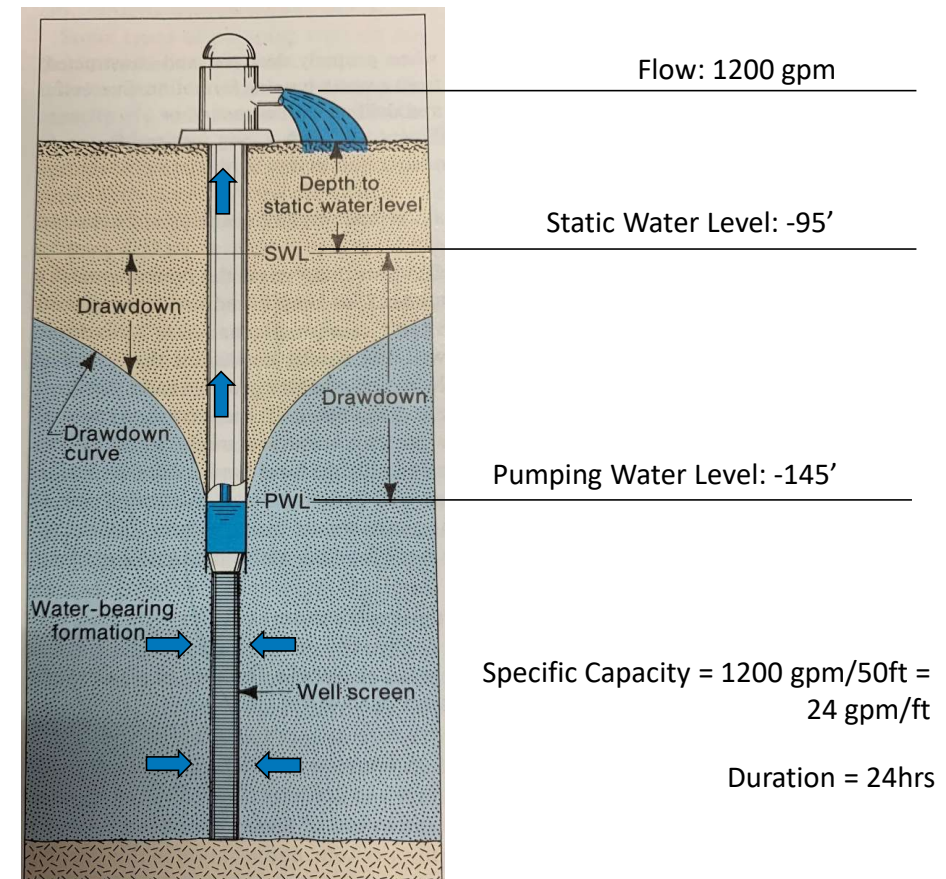 Flow: 1200 gpm
Depth to
static water level
Static Water Level: -95’
SWL
Drawdown
Drawdown
Drawdown
curve
Pumping Water Level: -145’
PWL
Water-bearing
formation
Well screen
Specific Capacity = 1200 gpm/50ft =
24 gpm/ft
Duration = 24hrs